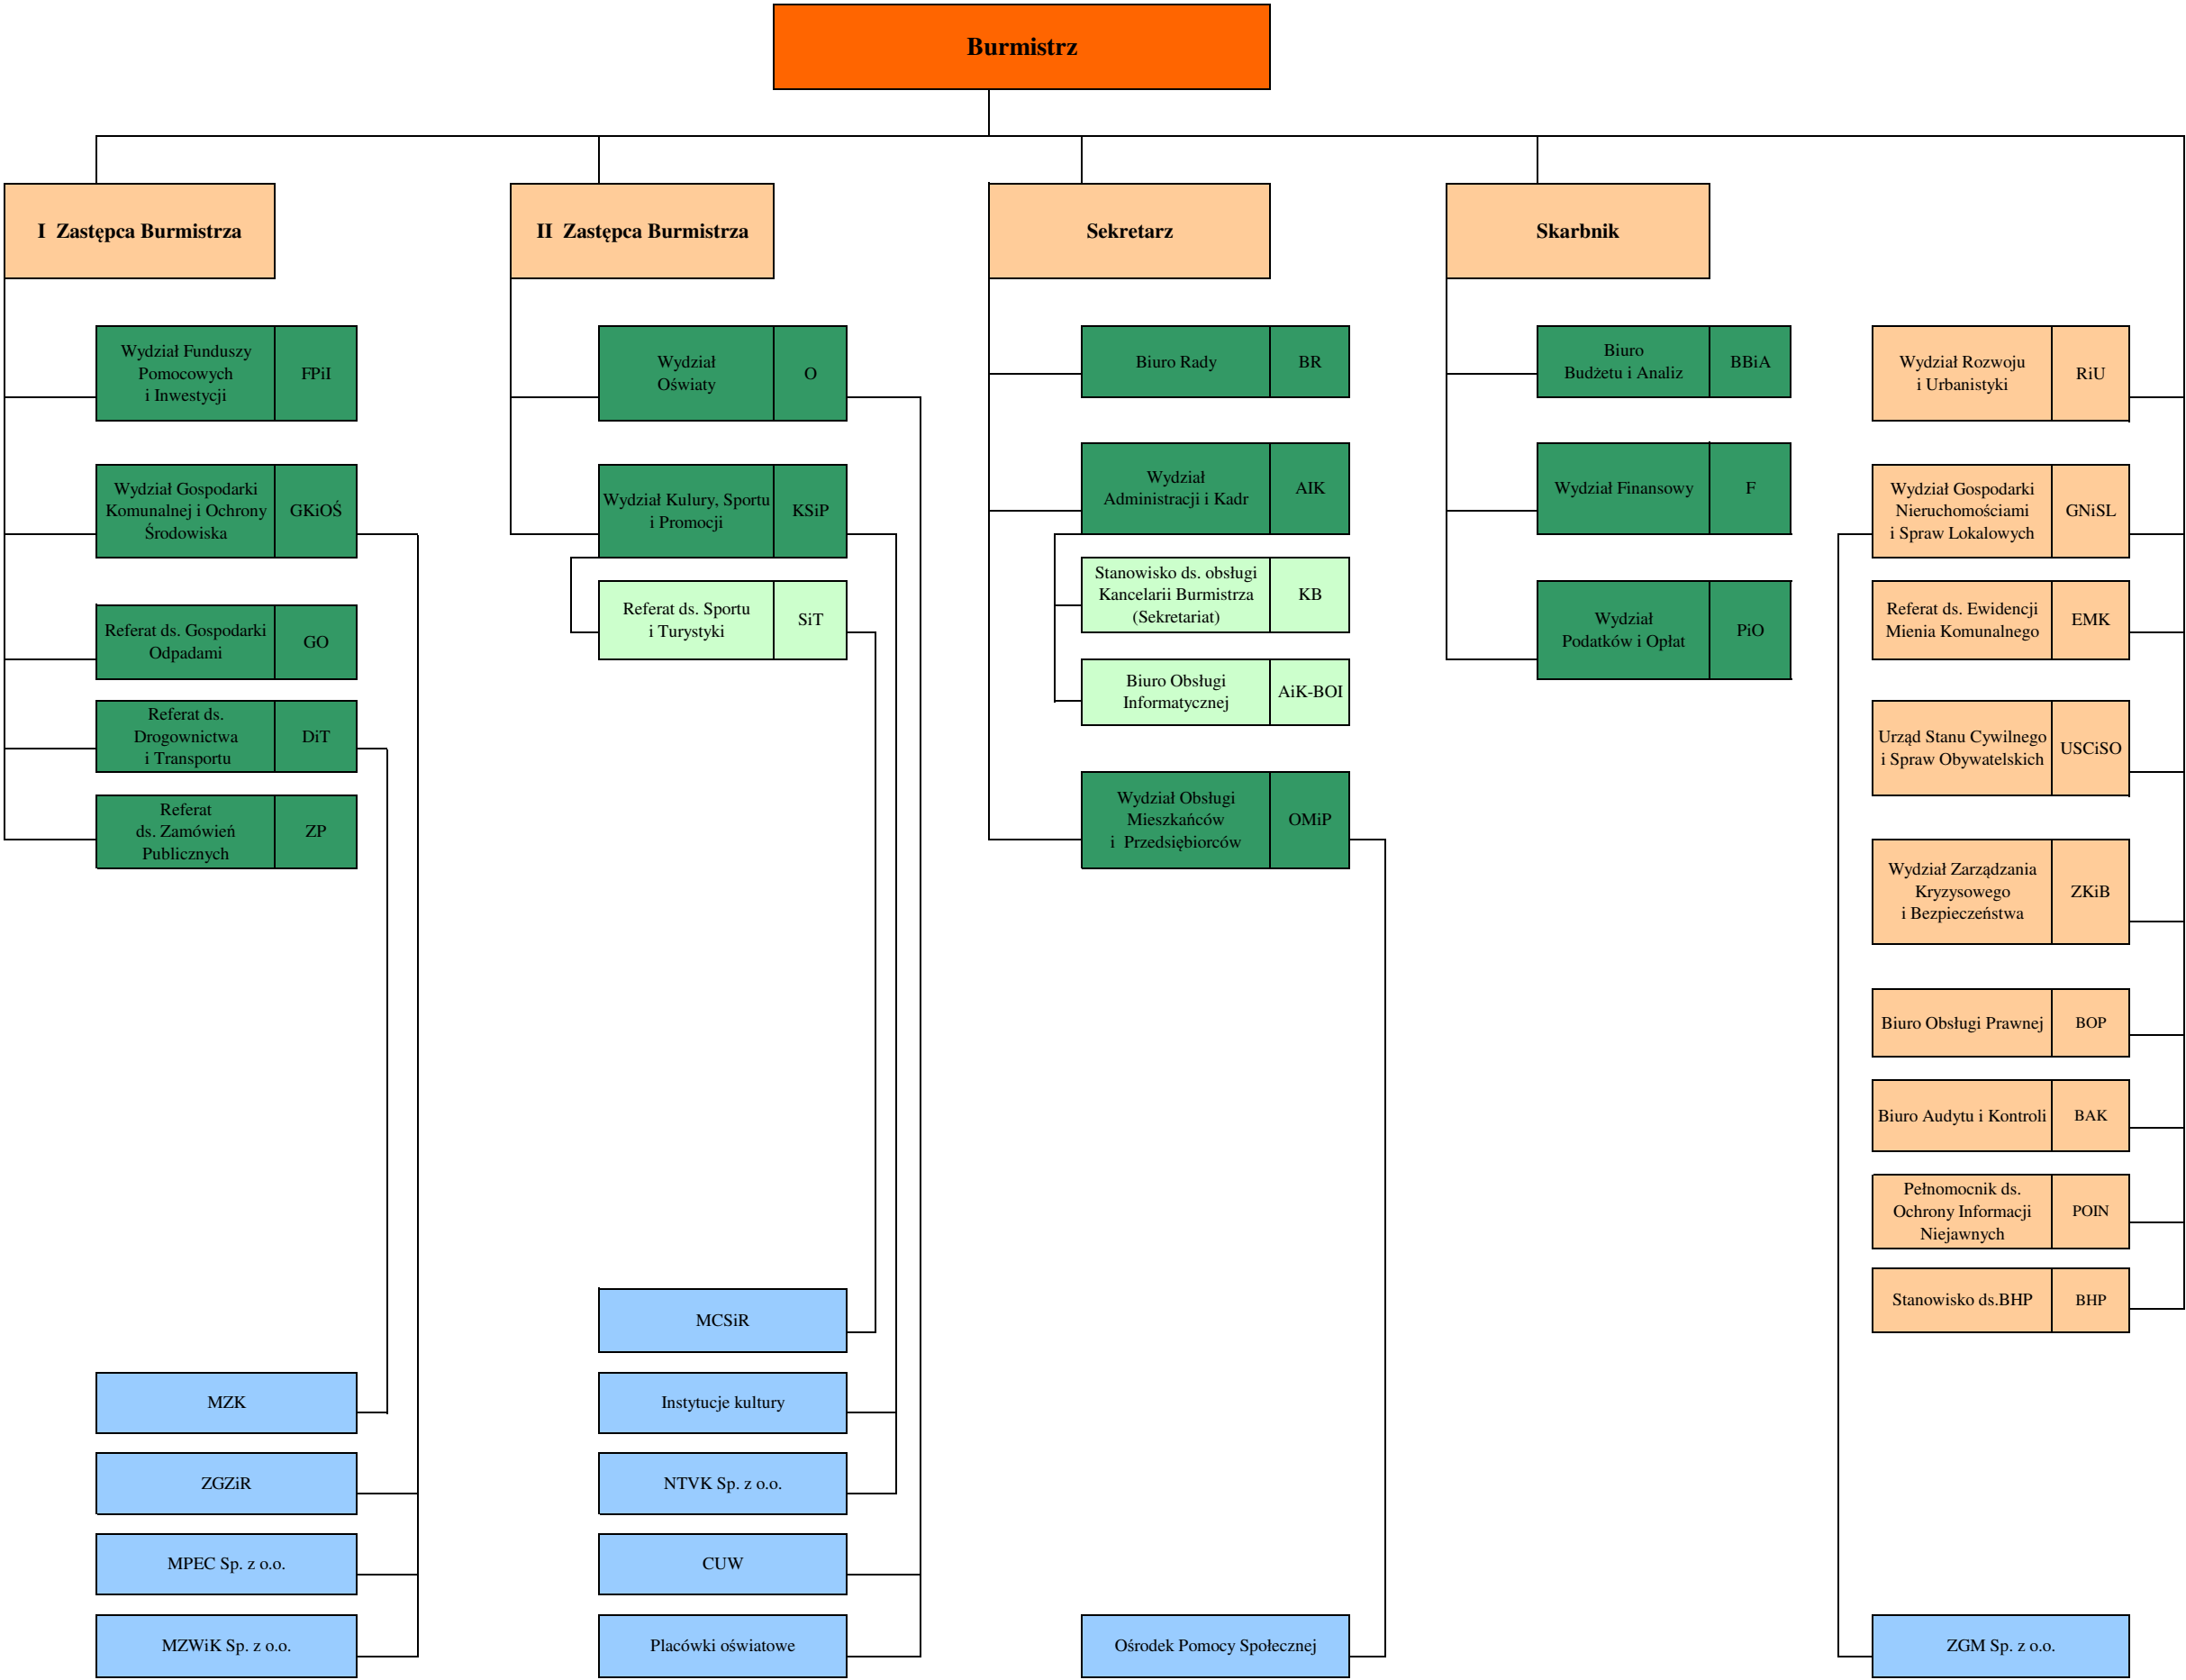 Burmistrz
I Zastępca Burmistrza
II Zastępca Burmistrza
Sekretarz
Skarbnik
Wydział Funduszy
Pomocowych
i Inwestycji
FPiI
Wydział Gospodarki
Komunalnej i Ochrony
Środowiska
GKiOŚ
Referat ds. Gospodarki
Odpadami
GO
Referat ds.
Drogownictwa
i Transportu
DiT
Referat
ds. Zamówień
Publicznych
ZP
MZK
ZGZiR
MPEC Sp. z o.o.
MZWiK Sp. z o.o.
Wydział
Oświaty
O
Wydział Kulury, Sportu
i Promocji
KSiP
Referat ds. Sportu
i Turystyki
SiT
MCSiR
Instytucje kultury
NTVK Sp. z o.o.
CUW
Placówki oświatowe
Biuro Rady
BR
Wydział
Administracji i Kadr
AIK
Stanowisko ds. obsługi
Kancelarii Burmistrza
(Sekretariat)
KB
Biuro Obsługi
Informatycznej
AiK-BOI
Wydział Obsługi
Mieszkańców
i Przedsiębiorców
OMiP
Ośrodek Pomocy Społecznej
Biuro
Budżetu i Analiz
BBiA
Wydział Finansowy
F
Wydział
Podatków i Opłat
PiO
Wydział Rozwoju
i Urbanistyki
RiU
Wydział Gospodarki
Nieruchomościami
i Spraw Lokalowych
GNiSL
Referat ds. Ewidencji
Mienia Komunalnego
EMK
Urząd Stanu Cywilnego
i Spraw Obywatelskich
USCiSO
Wydział Zarządzania
Kryzysowego
i Bezpieczeństwa
ZKiB
Biuro Obsługi Prawnej
BOP
Biuro Audytu i Kontroli
BAK
Pełnomocnik ds.
Ochrony Informacji
Niejawnych
POIN
Stanowisko ds.BHP
BHP
ZGM Sp. z o.o.